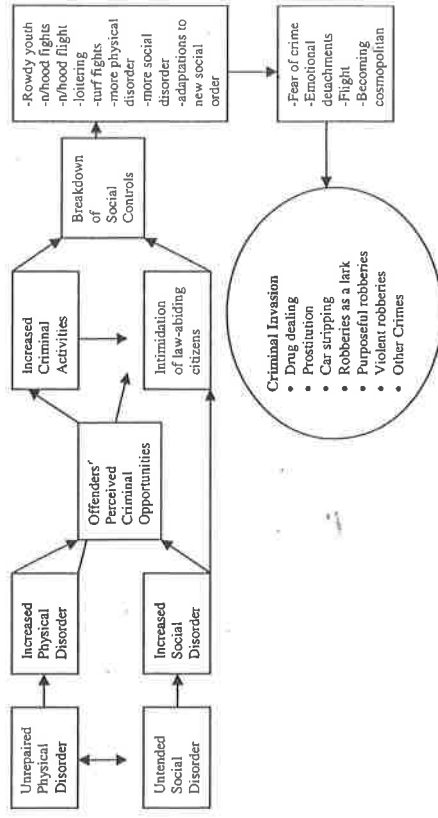 Unrepaired
Physical
Disorder
Untended
Social
Disorder
Increased
Physical
Disorder
Increased
Social
Disorder
Offenders'
Perceived
Criminal
Opportunities
Increased
Criminal
Activities
Intimidation
of law-abiding
citizens
Breakdown
of
Social
Controls
-Rowdy youth
-n/hood fights
-n/hood flight
-loitering
-turf fights
-more physical
disorder
-more social
disorder
-adaptations to
new social
order
-Fear of crime
-Emotional
detachments
-Flight
-Becoming
cosmopolitan
Criminal Invasion
• Drug dealing
• Prostitution
• Car stripping
• Robberies as a lark
• Purposeful robberies
• Violent robberies
• Other Crimes